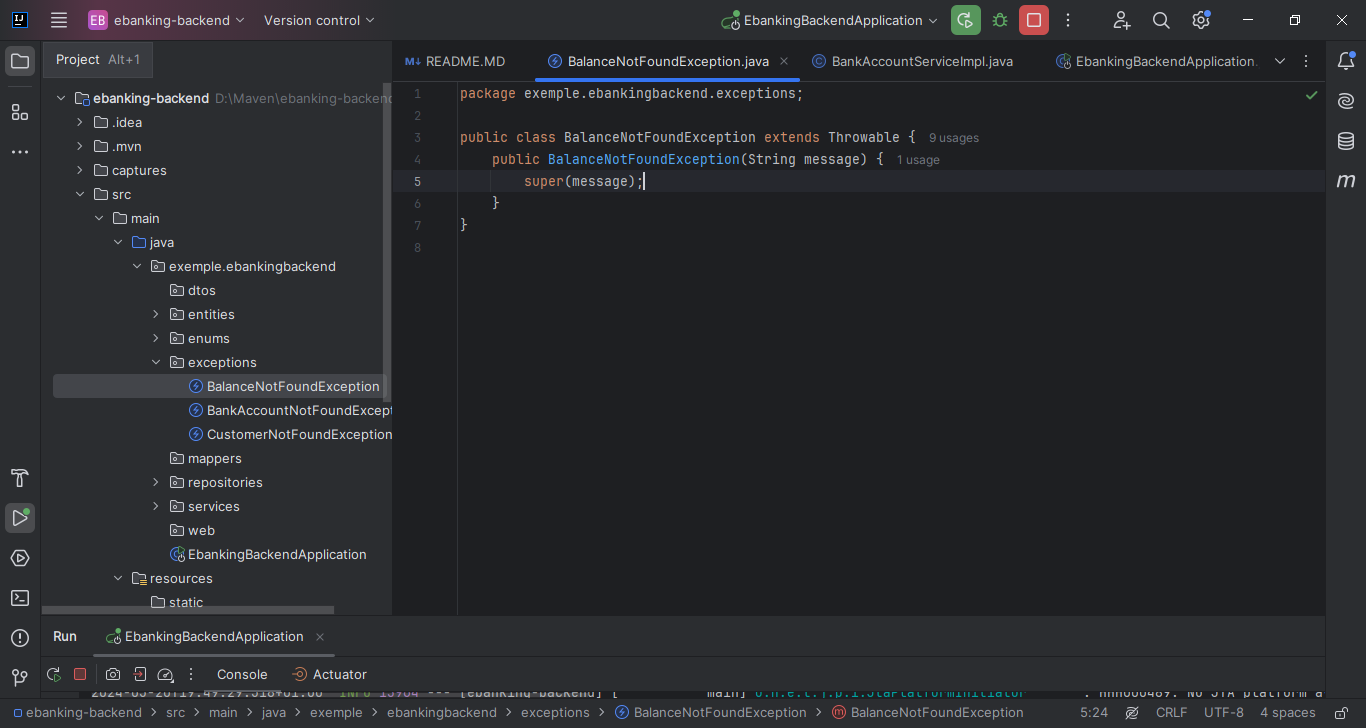 EB ebanking-backend Version control EbankingBackendApplication
Project Alt+1
README.MD BalanceNotFoundException.java BankAccountServiceImpl.java EbankingBackendApplication.
ebanking-backend D:\Maven\ebanking-backend
.idea
.mvn
captures
src
main
java
exemple.ebankingbackend
dtos
entities
enums
exceptions
BalanceNotFoundException
BankAccountNotFoundExcept
CustomerNotFoundException
mappers
repositories
services
web
EbankingBackendApplication
resources
static
1 package exemple.ebankingbackend.exceptions;
2
3 public class BalanceNotFoundException extends Throwable { 9 usages
4 public BalanceNotFoundException(String message) { 1 usage
5 super(message);
6 }
7 }
8
Run EbankingBackendApplication
Console Actuator
ebanking-backend > src > main > java > exemple > ebankingbackend > exceptions > BalanceNotFoundException > BalanceNotFoundException 5:24 CRLF UTF-8 4 spaces